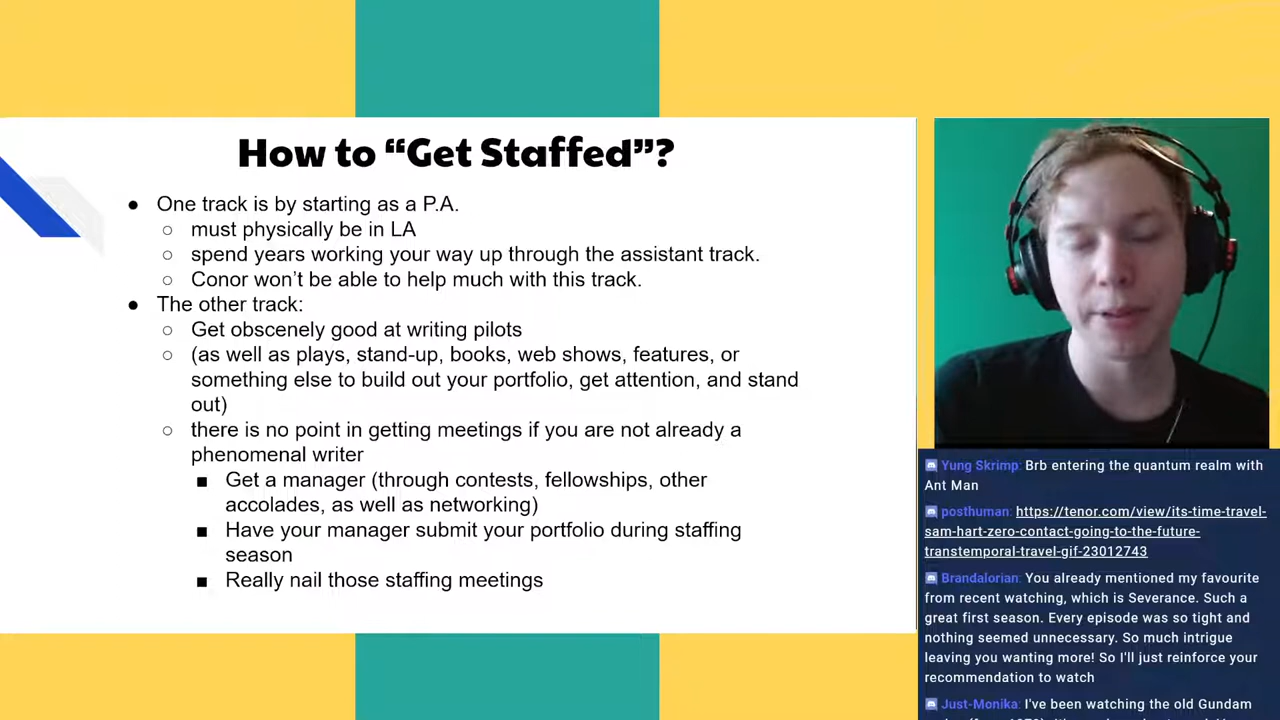 How to “Get Staffed”?
● One track is by starting as a P.A.
○ must physically be in LA
○ spend years working your way up through the assistant track.
○ Conor won’t be able to help much with this track.
● The other track:
○ Get obscenely good at writing pilots
○ (as well as plays, stand-up, books, web shows, features, or
something else to build out your portfolio, get attention, and stand
out)
○ there is no point in getting meetings if you are not already a
phenomenal writer
■ Get a manager (through contests, fellowships, other
accolades, as well as networking)
■ Have your manager submit your portfolio during staffing
season
■ Really nail those staffing meetings
Yung Skrimp: Brb entering the quantum realm with
Ant Man
posthuman: https://tenor.com/view/its-time-travel-
sam-hart-zero-contact-going-to-the-future-
transtemporal-travel-gif-23012743
Brandalorian: You already mentioned my favourite
from recent watching, which is Severance. Such a
great first season. Every episode was so tight and
nothing seemed unnecessary. So much intrigue
leaving you wanting more! So I'll just reinforce your
recommendation to watch
Just-Monika: I've been watching the old Gundam